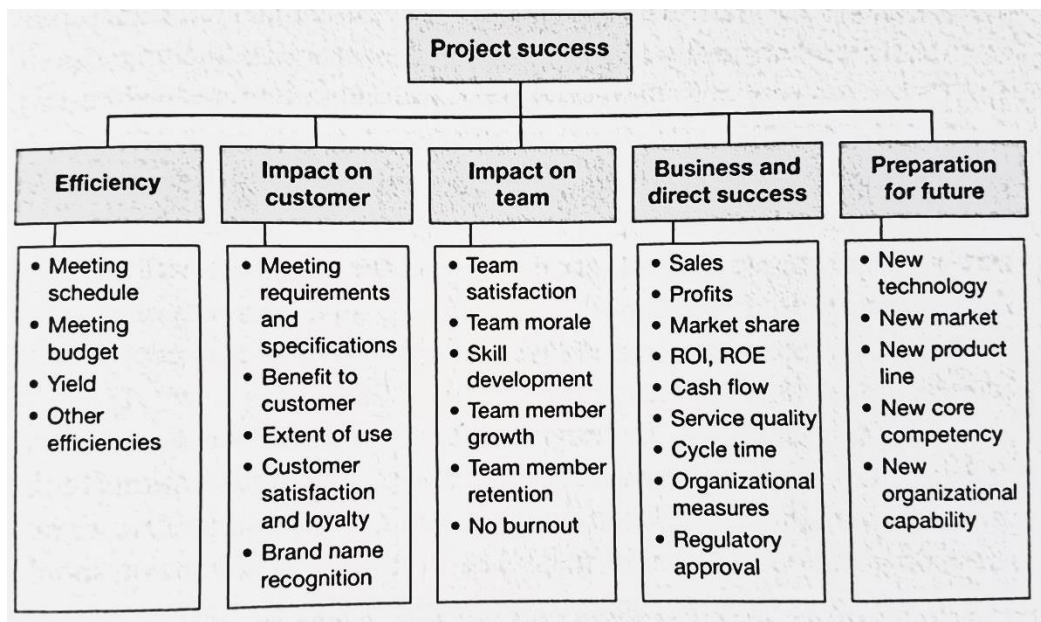 Project success
Efficiency
• Meeting
schedule
• Meeting
budget
• Yield
• Other
efficiencies
Impact on
customer
• Meeting
requirements
and
specifications
• Benefit to
customer
• Extent of use
• Customer
satisfaction
and loyalty
• Brand name
recognition
Impact on
team
• Team
satisfaction
• Team morale
• Skill
development
• Team member
growth
• Team member
retention
• No burnout
Business and
direct success
• Sales
• Profits
• Market share
• ROI, ROE
• Cash flow
• Service quality
• Cycle time
• Organizational
measures
• Regulatory
approval
Preparation
for future
• New
technology
• New market
• New product
line
• New core
competency
• New
organizational
capability